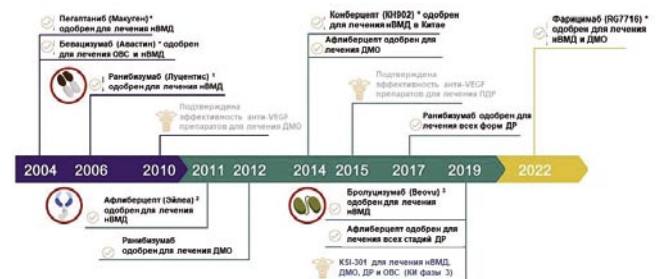 Пегаптаниб (Макуген) *
одобрен для лечения нВМД
Бевацизумаб (Авастин) * одобрен
для лечения ОВС и нВМД
Ранибизумаб (Луцентис) ¹
одобрен для лечения нВМД
Подтверждена
эффективность анти-VEGF
препаратов для лечения ДМО
Конберцепт (KH902) * одобрен
для лечения нВМД в Китае
Афлиберцепт одобрен для
лечения ДМО
Подтверждена
эффективность анти-VEGF
препаратов для лечения ПДР
Ранибизумаб одобрен для
лечения всех форм ДР
Фарицимаб (RG7716) *
одобрен для лечения
нВМД и ДМО
2004 2006 2010 2011 2012 2014 2015 2017 2019 2022
Афлиберцепт (Эйлеа) ²
одобрен для лечения
нВМД
Ранибизумаб
одобрен для лечения ДМО
Бролуцизумаб (Beovu) ³
одобрен для лечения
нВМД
Афлиберцепт одобрен для
лечения всех стадий ДР
KSI-301 для лечения нВМД,
ДМО, ДР и ОВС (КИ фазы 3)